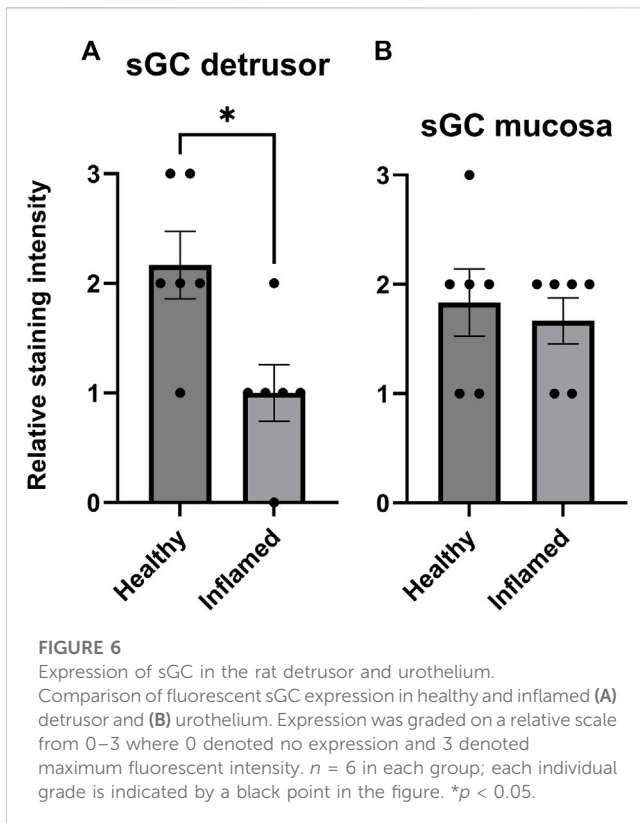 A
sGC detrusor
B
sGC mucosa
*
Relative staining intensity
3
2
1
0
Healthy
Inflamed
3
2
1
0
Healthy
Inflamed
FIGURE 6
Expression of sGC in the rat detrusor and urothelium.
Comparison of fluorescent sGC expression in healthy and inflamed (A)
detrusor and (B) urothelium. Expression was graded on a relative scale
from 0–3 where 0 denoted no expression and 3 denoted
maximum fluorescent intensity. n = 6 in each group; each individual
grade is indicated by a black point in the figure. *p < 0.05.